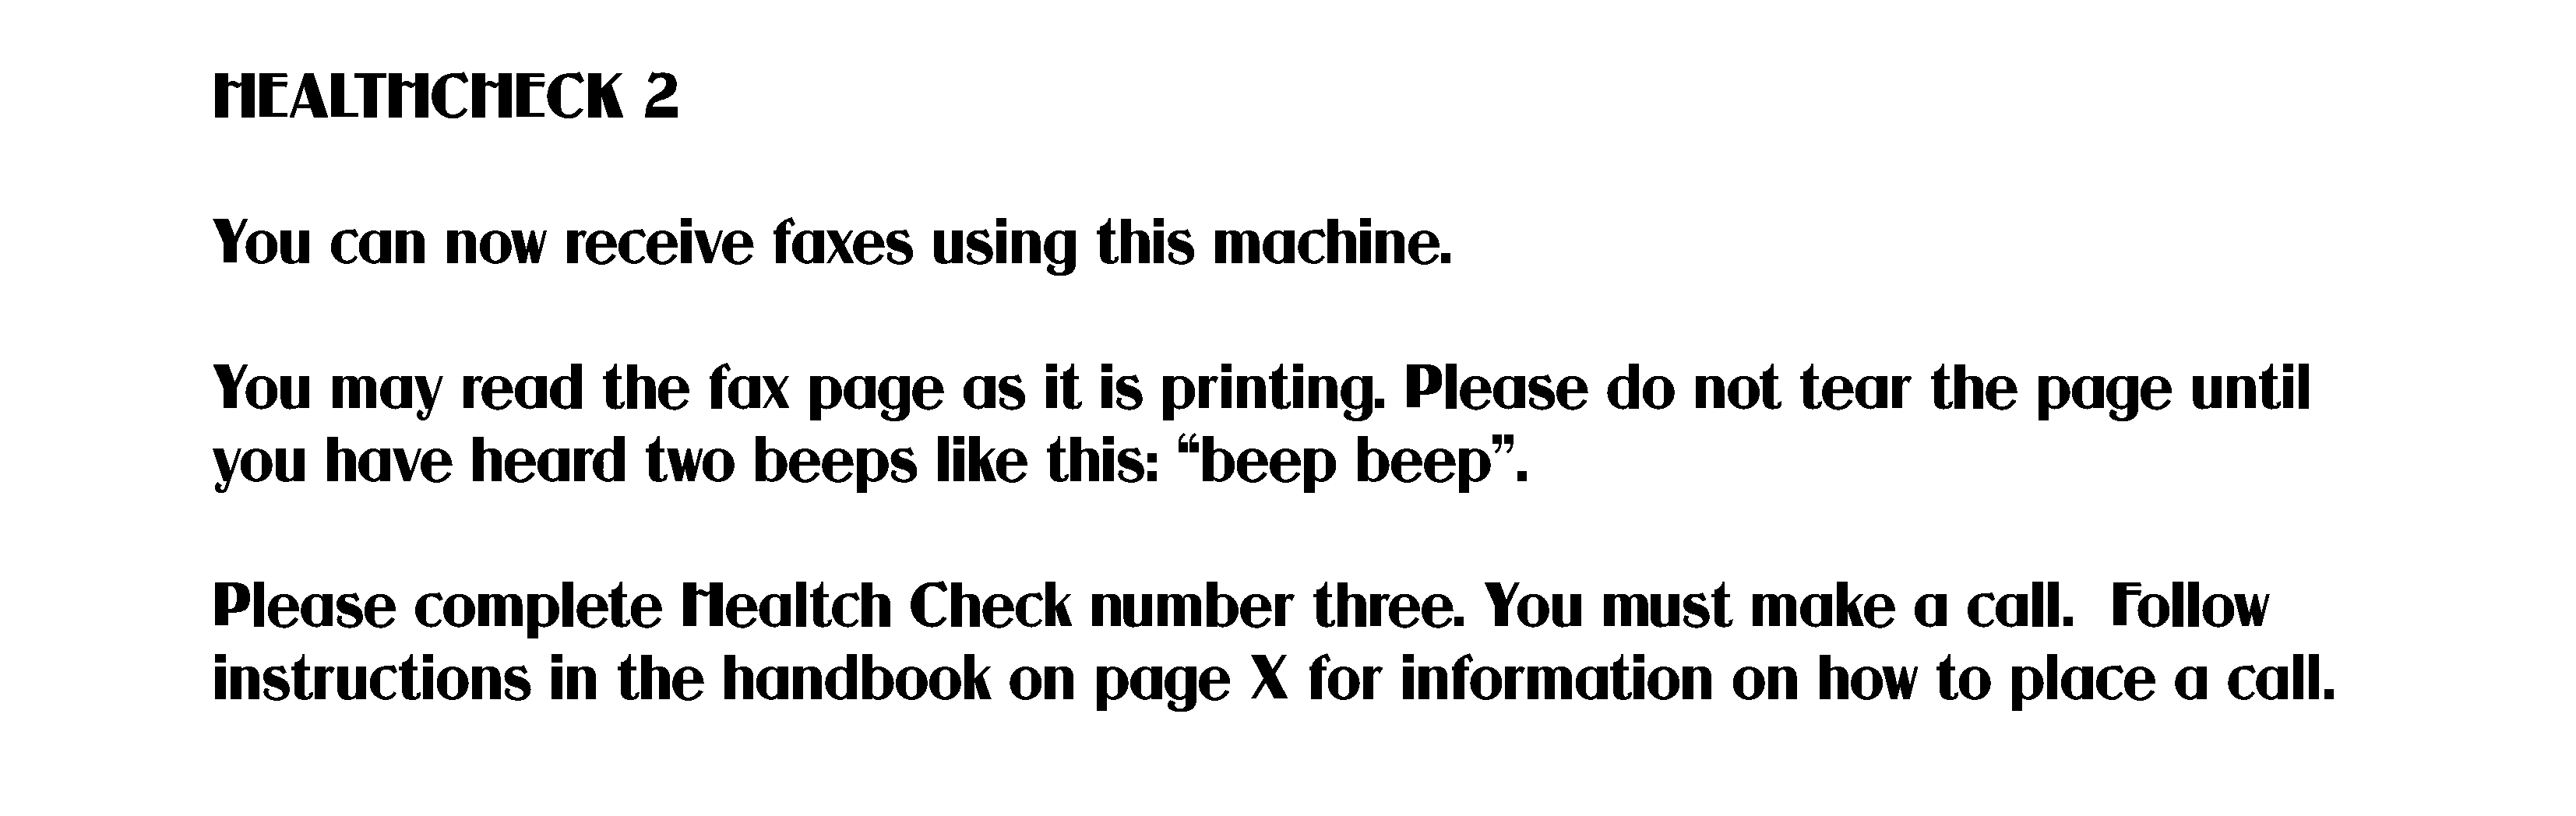 HEALTHCHECK 2
You can now receive faxes using this machine.
You may read the fax page as it is printing. Please do not tear the page until
you have heard two beeps like this: “beep beep”.
Please complete Healtch Check number three. You must make a call.  Follow
instructions in the handbook on page X for information on how to place a call.